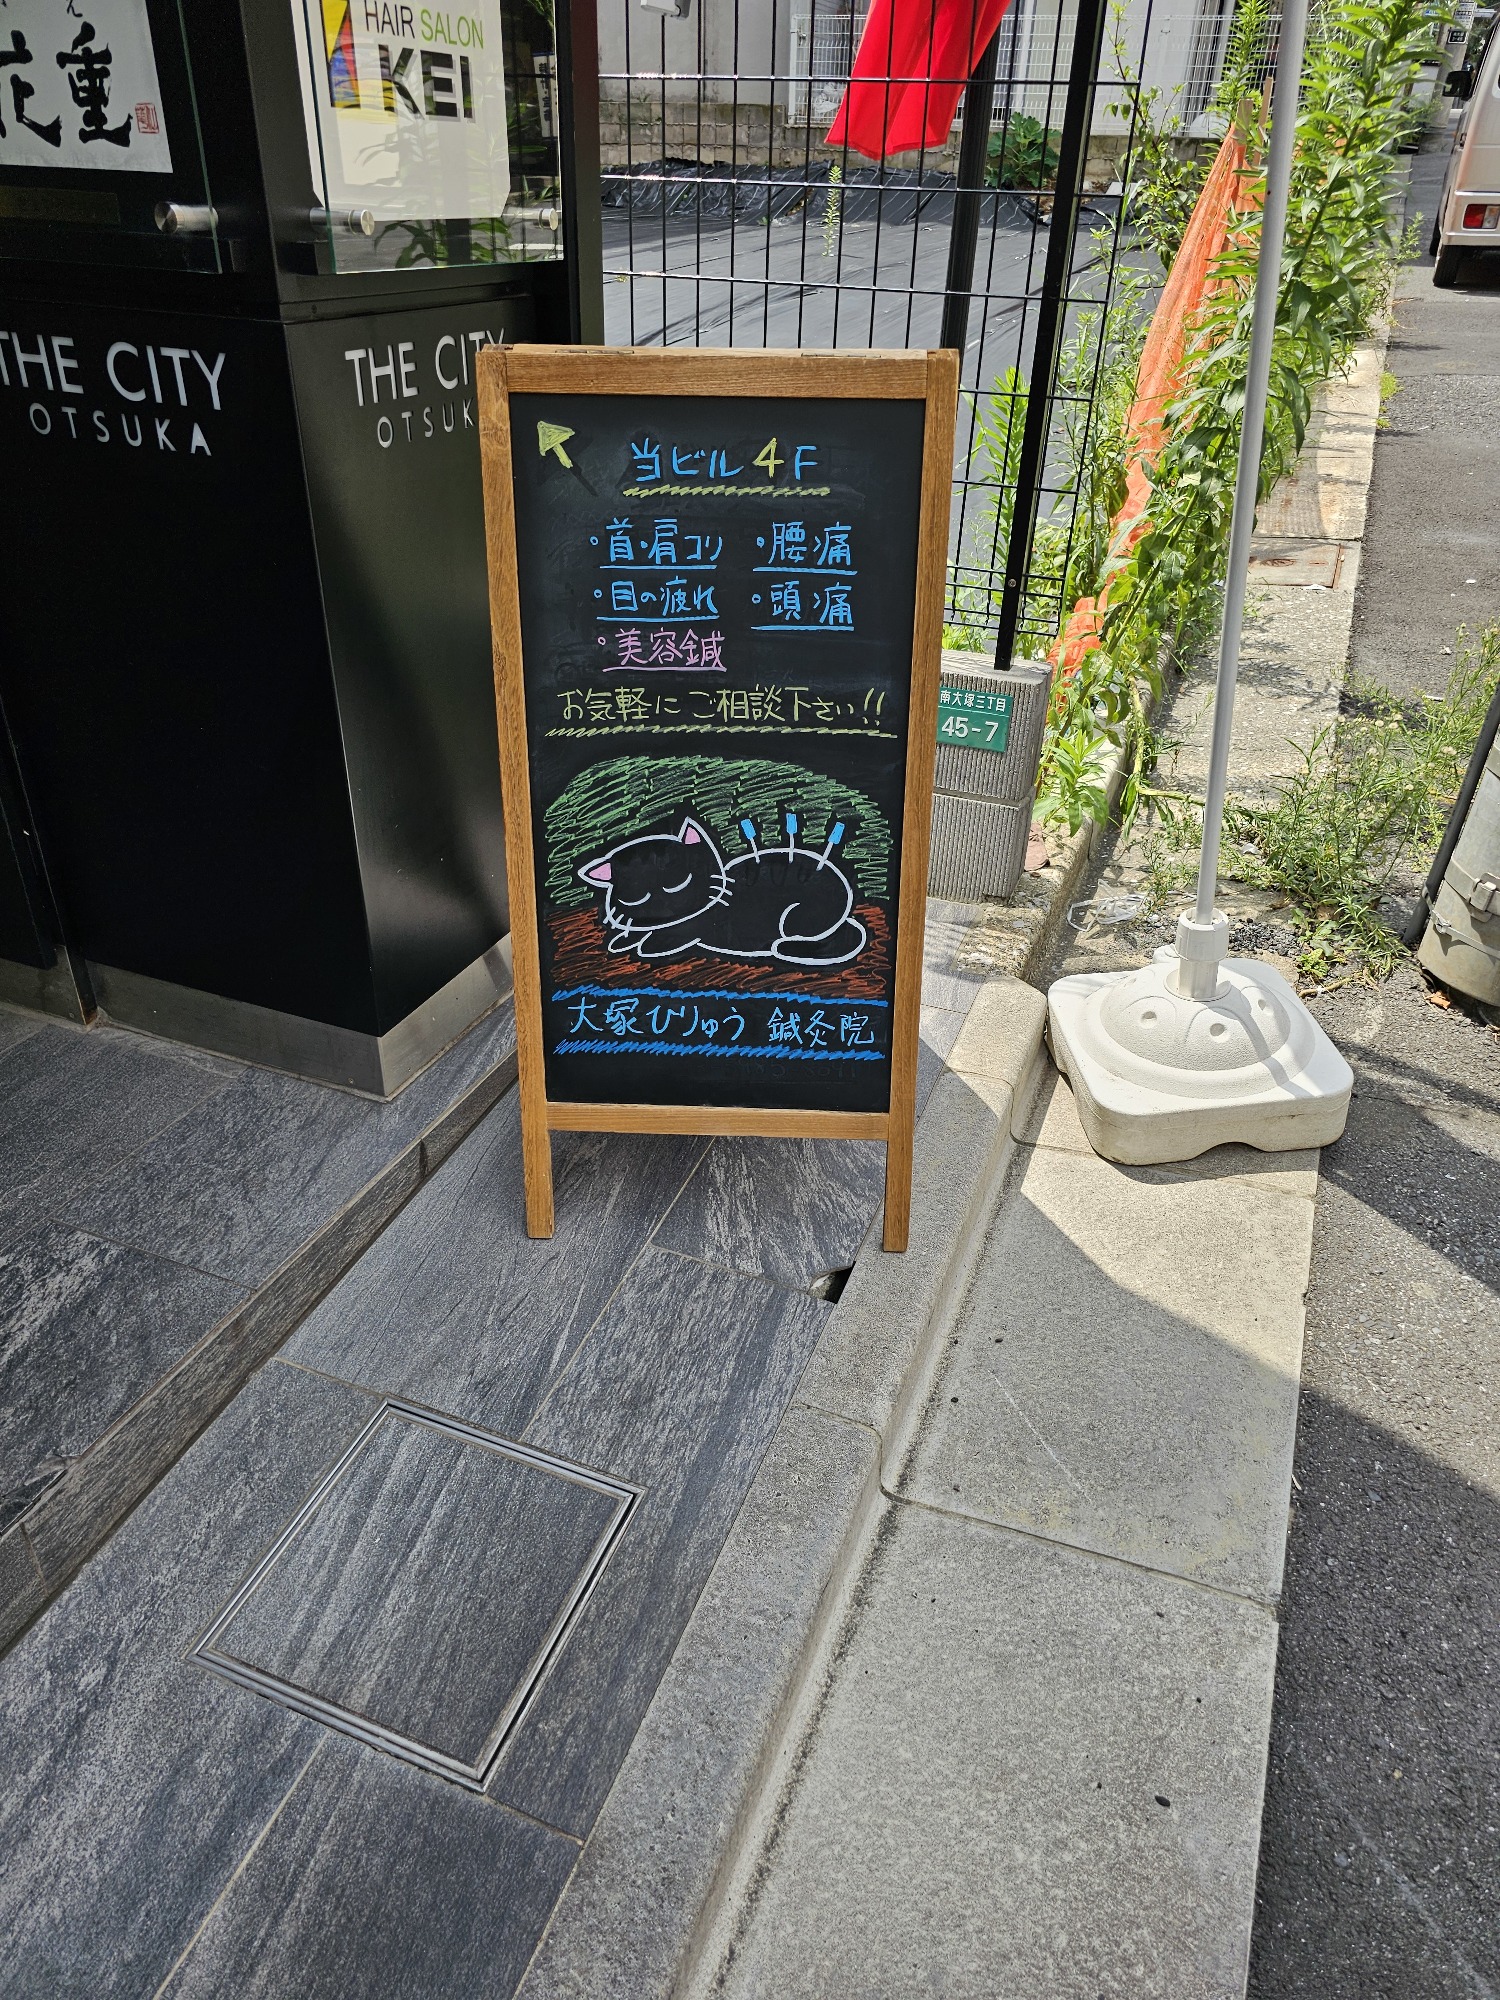 花重
HAIR SALON
KEI
THE CITY
OTSUKA
THE CITY
OTSUK
当ビル4F
・首・肩コリ ・腰痛
・目の疲れ ・頭痛
・美容鍼
お気軽にご相談下さい!!
大塚ひりゅう 鍼灸院
南大塚三丁目
45-7